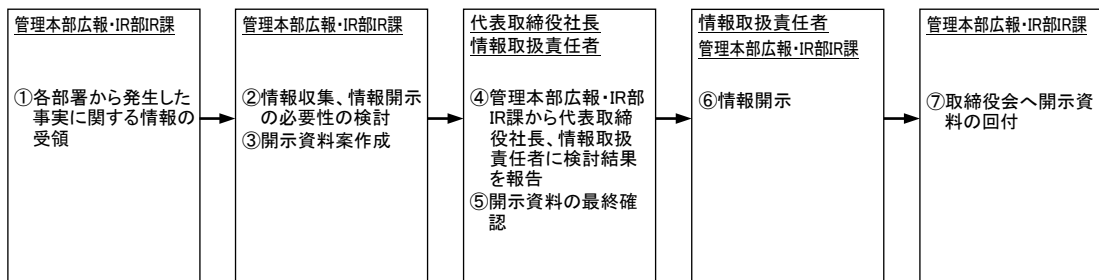 管理本部広報・IR部IR課
①各部署から発生した
事実に関する情報の
受領
管理本部広報・IR部IR課
②情報収集、情報開示
の必要性の検討
③開示資料案作成
代表取締役社長
情報取扱責任者
④管理本部広報・IR部
IR課から代表取締
役社長、情報取扱
責任者に検討結果
を報告
⑤開示資料の最終確
認
情報取扱責任者
管理本部広報・IR部IR課
⑥情報開示
管理本部広報・IR部IR課
⑦取締役会へ開示資
料の回付